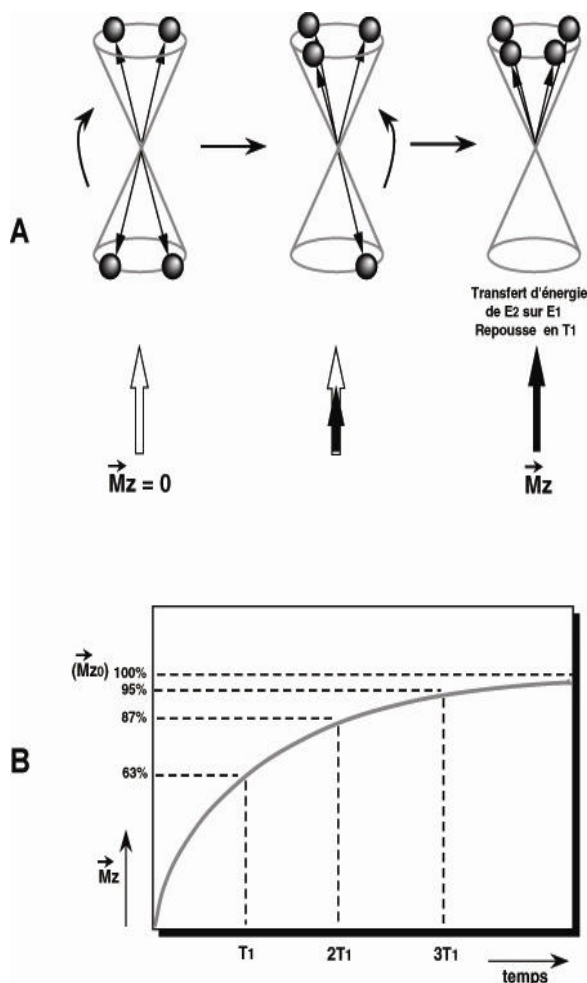 A
Transfert d'énergie
de E2 sur E1
Repousse en T1
Mz = 0
Mz
B
(Mz0) 100%
95%
87%
63%
Mz
T1 2T1 3T1
temps